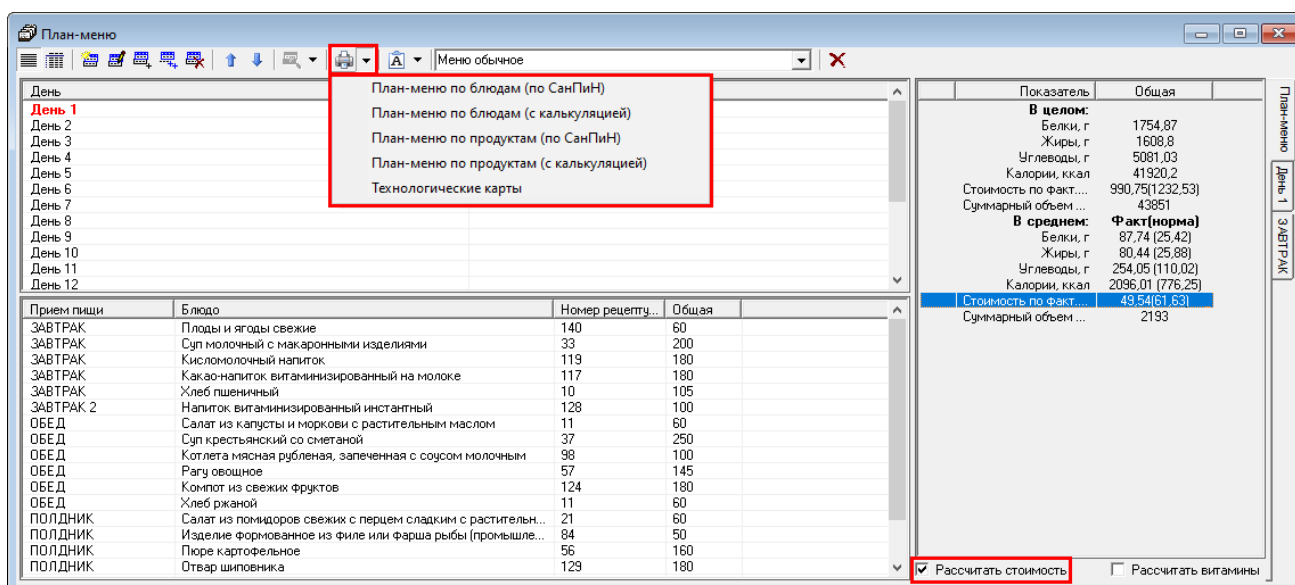 План-меню
Меню обычное
План-меню по блюдам (по СанПиН)
План-меню по блюдам (с калькуляцией)
План-меню по продуктам (по СанПиН)
План-меню по продуктам (с калькуляцией)
Технологические карты
День
День 1
День 2
День 3
День 4
День 5
День 6
День 7
День 8
День 9
День 10
День 11
День 12
Показатель Общая
В целом:
Белки, г 1754,87
Жиры, г 1608,8
Углеводы, г 5081,03
Калории, ккал 41920,2
Стоимость по факт.... 990,75(1232,53)
Суммарный объем ... 43851
В среднем: Факт(норма)
Белки, г 87,74 (25,42)
Жиры, г 80,44 (25,88)
Углеводы, г 254,05 (110,02)
Калории, ккал 2096,01 (776,25)
Стоимость по факт.... 49,54(61,63)
Суммарный объем ... 2193
План-меню
День 1
ЗАВТРАК
Прием пищи Блюдо Номер рецепту... Общая
ЗАВТРАК Плоды и ягоды свежие 140 60
ЗАВТРАК Суп молочный с макаронными изделиями 33 200
ЗАВТРАК Кисломолочный напиток 119 180
ЗАВТРАК Какао-напиток витаминизированный на молоке 117 180
ЗАВТРАК Хлеб пшеничный 10 105
ЗАВТРАК 2 Напиток витаминизированный инстантный 128 100
ОБЕД Салат из капусты и моркови с растительным маслом 11 60
ОБЕД Суп крестьянский со сметаной 37 250
ОБЕД Котлета мясная рубленая, запеченная с соусом молочным 98 100
ОБЕД Рагу овощное 57 145
ОБЕД Компот из свежих фруктов 124 180
ОБЕД Хлеб ржаной 11 60
ПОЛДНИК Салат из помидоров свежих с перцем сладким с растительн... 21 60
ПОЛДНИК Изделие формованное из филе или фарша рыбы (промышле... 84 50
ПОЛДНИК Пюре картофельное 56 160
ПОЛДНИК Отвар шиповника 129 180
Рассчитать стоимость Рассчитать витамины